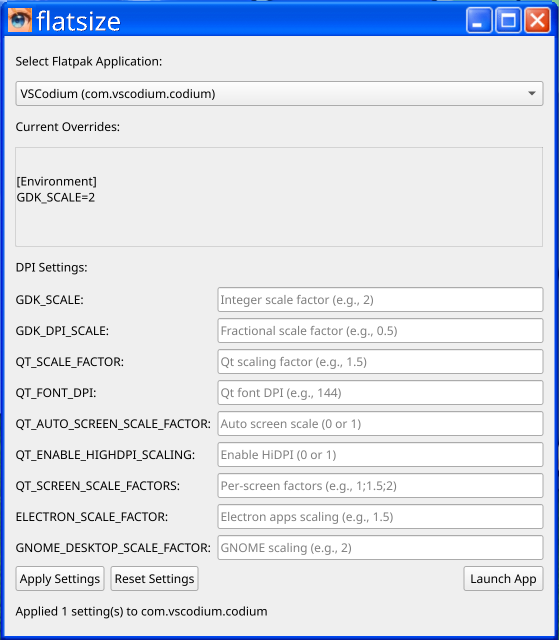 flatsize
Select Flatpak Application:
VSCodium (com.vscodium.codium)
Current Overrides:
[Environment]
GDK_SCALE=2
DPI Settings:
GDK_SCALE: Integer scale factor (e.g., 2)
GDK_DPI_SCALE: Fractional scale factor (e.g., 0.5)
QT_SCALE_FACTOR: Qt scaling factor (e.g., 1.5)
QT_FONT_DPI: Qt font DPI (e.g., 144)
QT_AUTO_SCREEN_SCALE_FACTOR: Auto screen scale (0 or 1)
QT_ENABLE_HIGHDPI_SCALING: Enable HiDPI (0 or 1)
QT_SCREEN_SCALE_FACTORS: Per-screen factors (e.g., 1;1.5;2)
ELECTRON_SCALE_FACTOR: Electron apps scaling (e.g., 1.5)
GNOME_DESKTOP_SCALE_FACTOR: GNOME scaling (e.g., 2)
Apply Settings Reset Settings Launch App
Applied 1 setting(s) to com.vscodium.codium